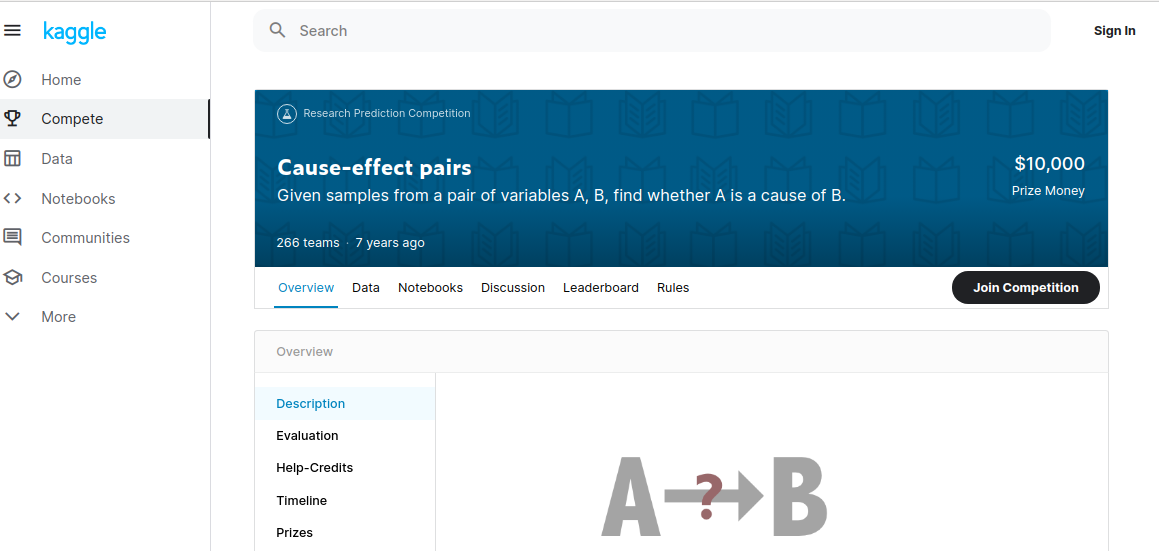 kaggle
Search
Sign In
Home
Compete
Data
Notebooks
Communities
Courses
More
Research Prediction Competition
Cause-effect pairs
Given samples from a pair of variables A, B, find whether A is a cause of B.
$10,000
Prize Money
266 teams · 7 years ago
Overview Data Notebooks Discussion Leaderboard Rules Join Competition
Overview
Description
Evaluation
Help-Credits
Timeline
Prizes
A ? B